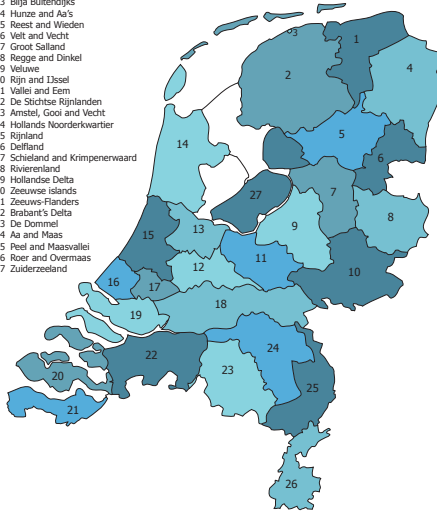 3 Blija Buitendijks
4 Hunze and Aa's
5 Reest and Wieden
6 Velt and Vecht
7 Groot Salland
8 Regge and Dinkel
9 Veluwe
0 Rijn and IJssel
1 Vallei and Eem
2 De Stichtse Rijnlanden
3 Amstel, Gooi and Vecht
4 Hollands Noorderkwartier
5 Rijnland
6 Delfland
7 Schieland and Krimpenerwaard
8 Rivierenland
9 Hollandse Delta
0 Zeeuwse islands
1 Zeeuws-Flanders
2 Brabant's Delta
3 De Dommel
4 Aa and Maas
5 Peel and Maasvallei
6 Roer and Overmaas
7 Zuiderzeeland
3
1
2
4
5
6
14
27
7
8
9
13
15
11
12
10
16
17
18
19
22
24
23
20
25
21
26